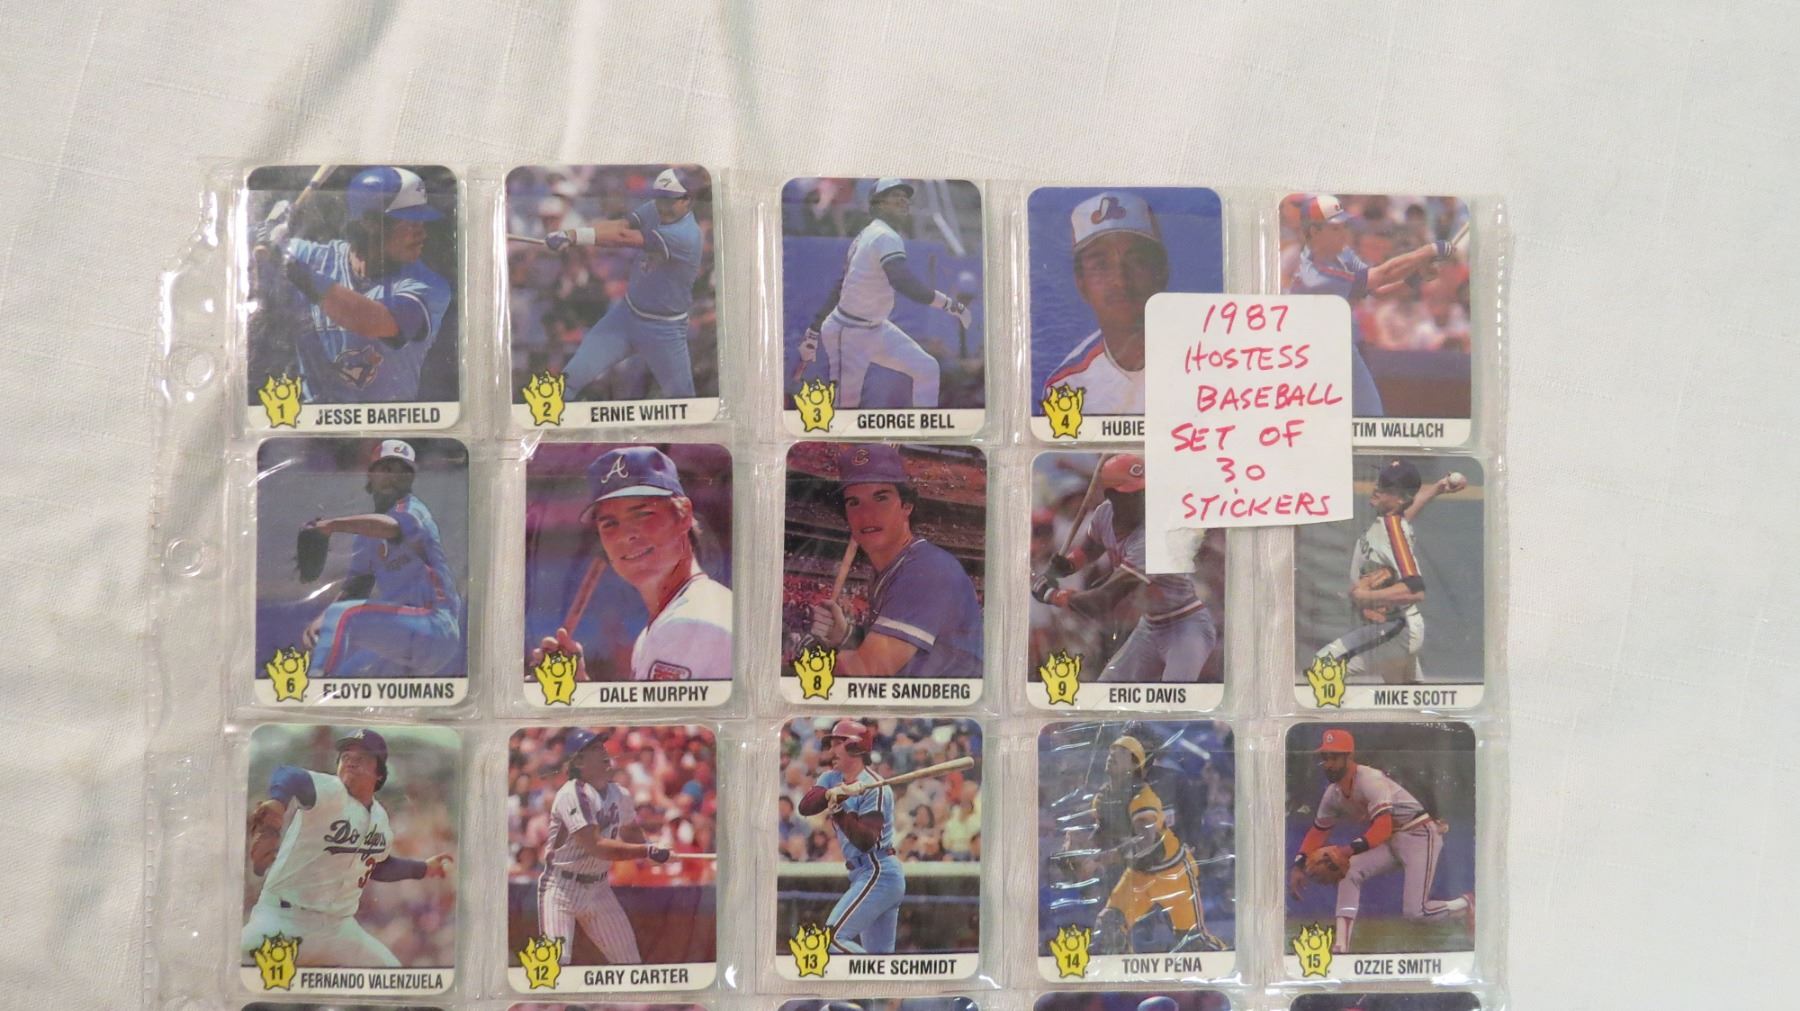 1 JESSE BARFIELD
2 ERNIE WHITT
3 GEORGE BELL
4 HUBIE
TIM WALLACH
1987
HOSTESS
BASEBALL
SET OF
30
STICKERS
6 FLOYD YOUMANS
7 DALE MURPHY
8 RYNE SANDBERG
9 ERIC DAVIS
10 MIKE SCOTT
A
C
C
Dodgers
3
11 FERNANDO VALENZUELA
12 GARY CARTER
13 MIKE SCHMIDT
14 TONY PENA
15 OZZIE SMITH